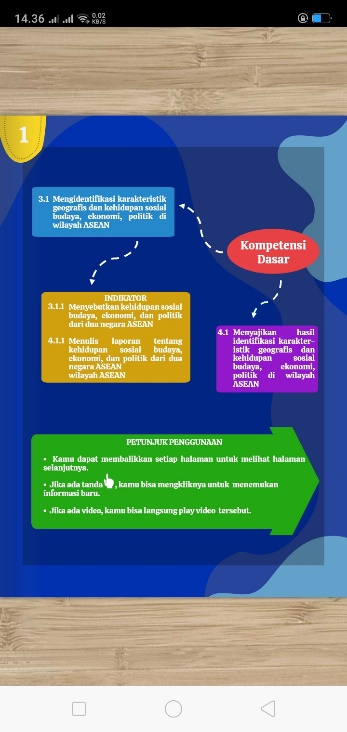 14.36
0.02
KB/S
1
3.1 Mengidentifikasi karakteristik
geografis dan kehidupan sosial
budaya, ekonomi, politik di
wilayah ASEAN
Kompetensi
Dasar
INDIKATOR
3.1.1 Menyebutkan kehidupan sosial
budaya, ekonomi, dan politik
dari dua negara ASEAN
4.1.1 Menulis laporan tentang
kehidupan sosial budaya,
ekonomi, dan politik dari dua
negara ASEAN
wilayah ASEAN
4.1 Menyajikan hasil
identifikasi karakter-
istik geografis dan
kehidupan sosial
budaya, ekonomi,
politik di wilayah
ASEAN
PETUNJUK PENGGUNAAN
• Kamu dapat membalikkan setiap halaman untuk melihat halaman
selanjutnya.
• Jika ada tanda , kamu bisa mengkliknya untuk menemukan
informasi baru.
• Jika ada video, kamu bisa langsung play video tersebut.